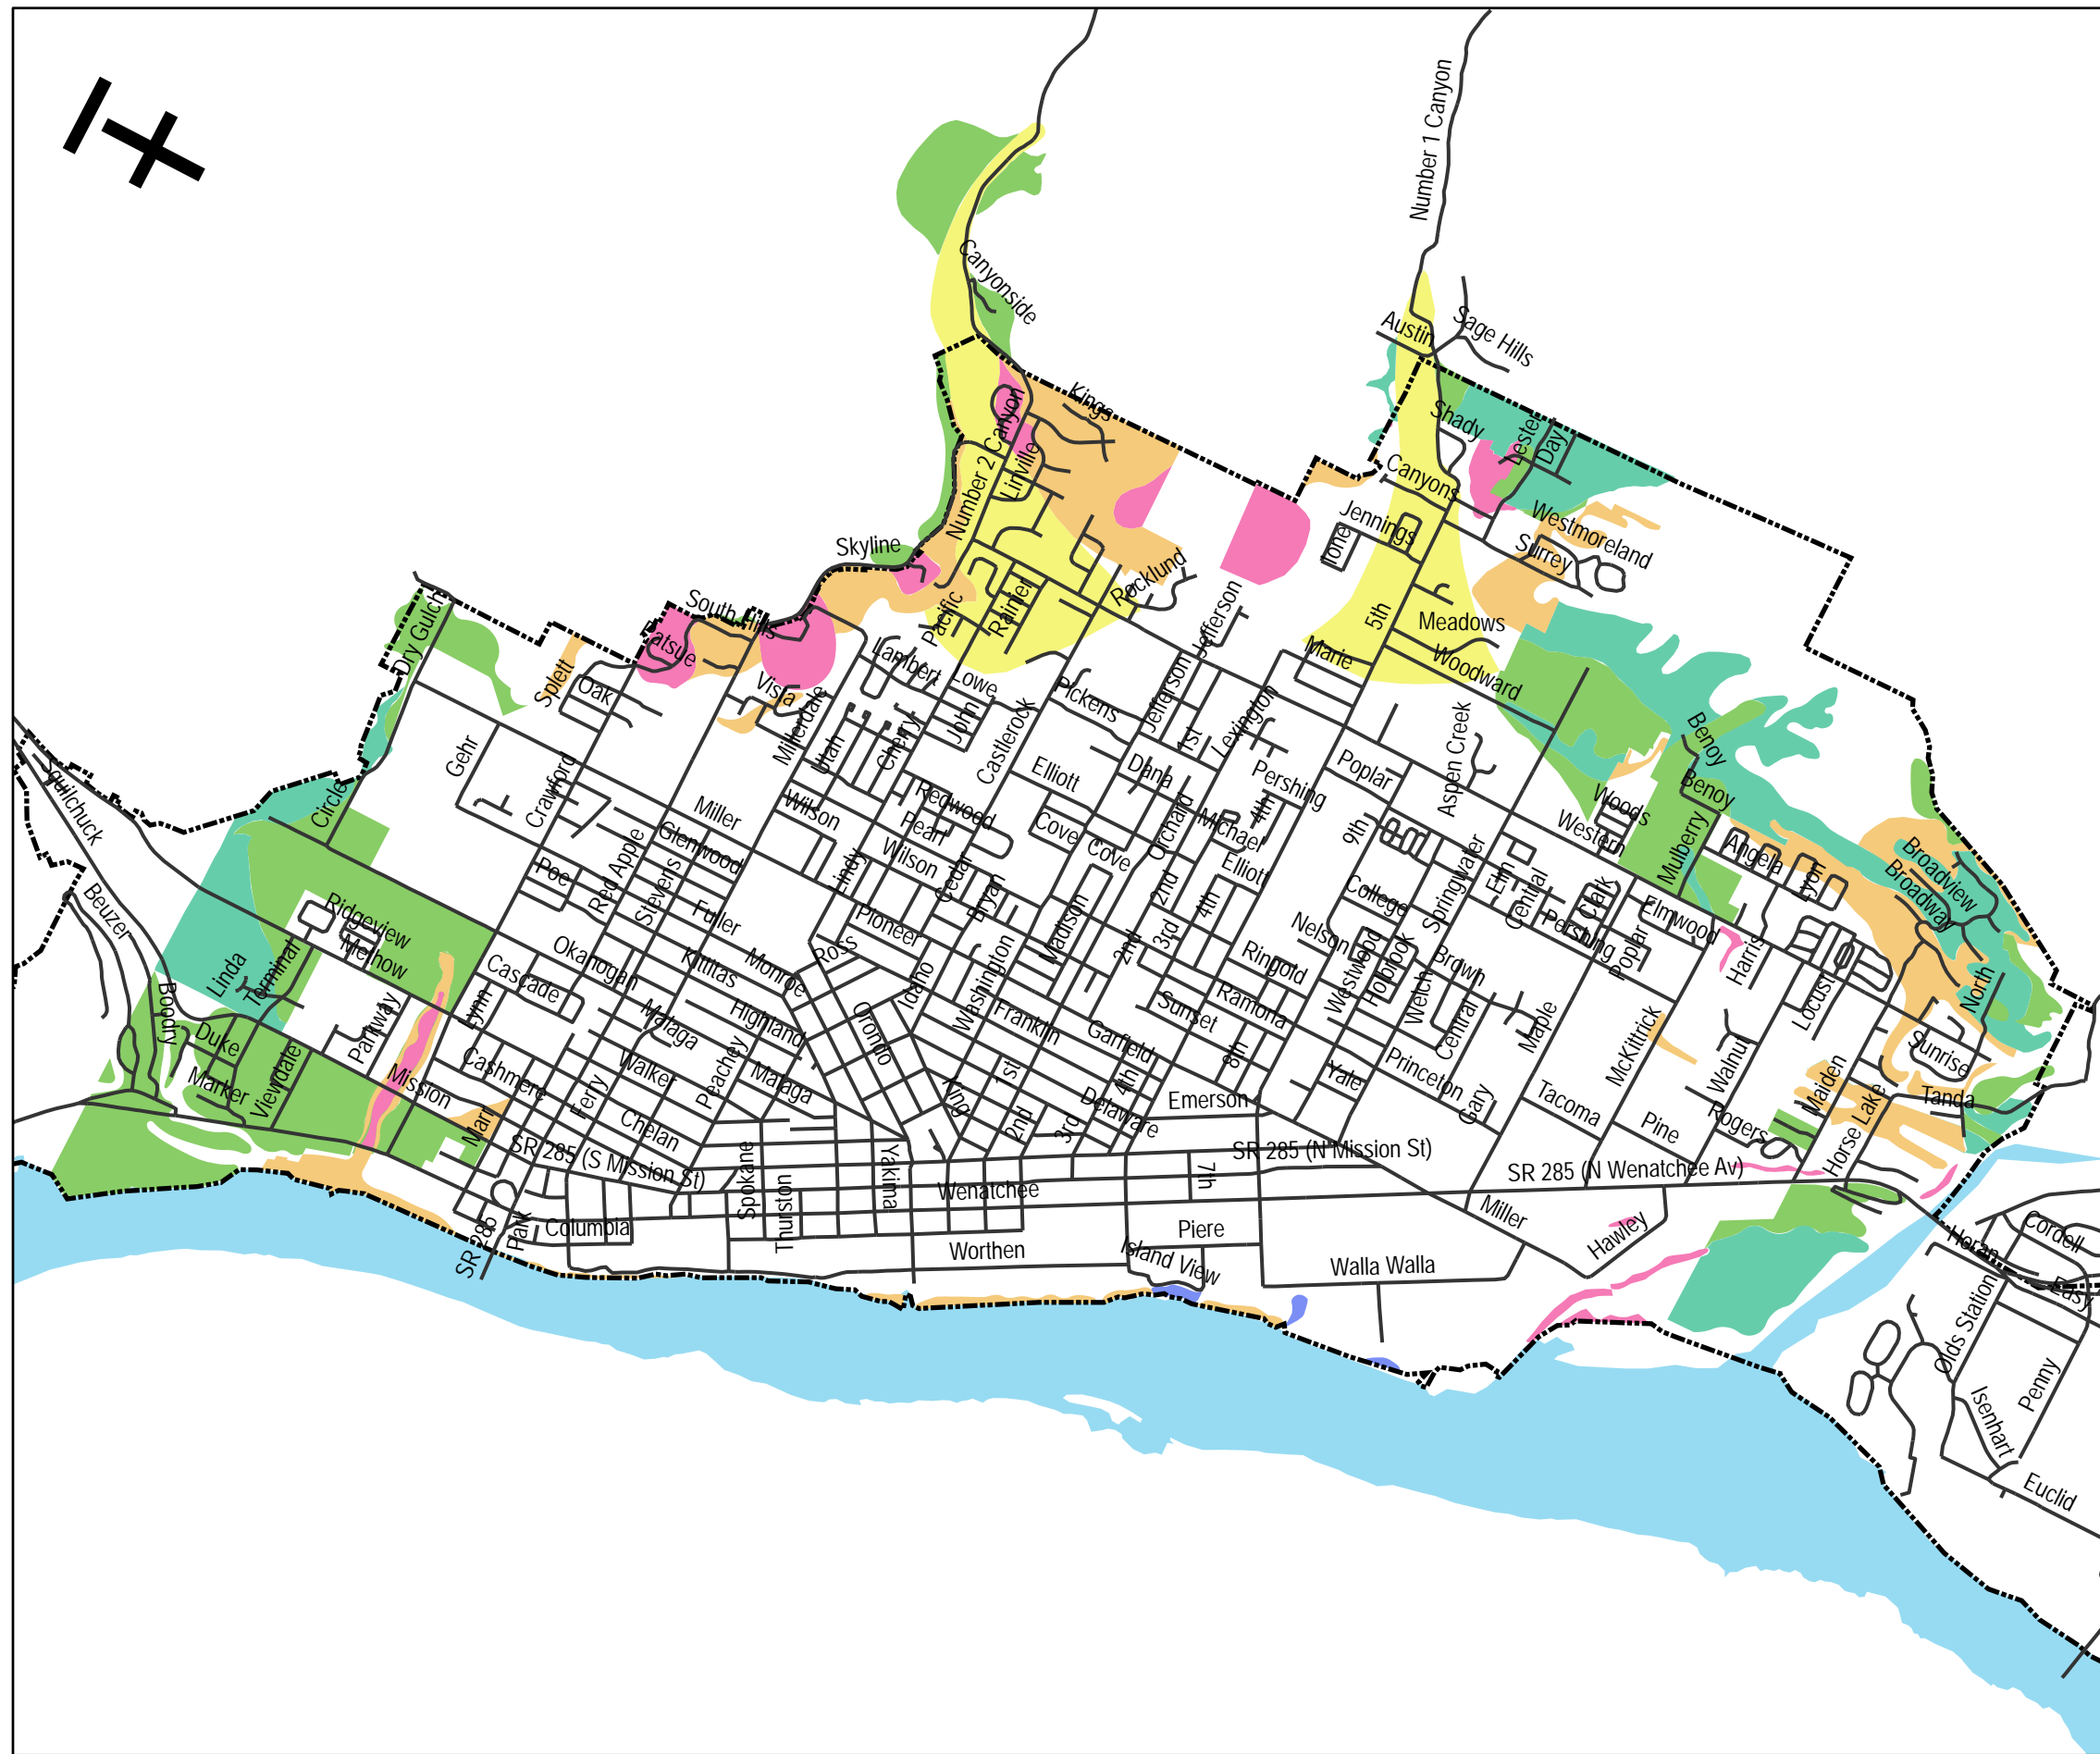 Number 1 Canyon
Canyonside
Austin
Sage Hills
Kings
Number 2 Canyon
Linville
Shady
Lester
Day
Canyons
Westmoreland
Surrey
Jennings
Ione
Skyline
Rocklund
Pacific
Rainier
South Hills
Patsue
Dry Gulch
Splett
Oak
Vista
Lambert
Lowe
John
Pickens
Jefferson
Jefferson
Marie
5th
Meadows
Woodward
Millerdale
Utah
Cherry
Castlerock
1st
Lexington
Aspen Creek
Benoy
Benoy
Gehr
Crawford
Miller
Wilson
Redwood
Pearl
Elliott
Dana
Pershing
Poplar
Woods
Western
Mulberry
Angela
Lyon
Broadview
Broadway
Squilchuck
Circle
Glenwood
Poe
Red Apple
Stevens
Fuller
Lindy
Wilson
Cedar
Bryan
Cove
Cove
Orchard
Michael
4th
Elliott
9th
College
Springwater
Elm
Central
Clark
Pershing
Poplar
Elmwood
Harris
Locust
North
Beuzer
Ridgeview
Melhow
Linda
Terminal
Boodry
Duke
Marker
Viewdale
Parkway
Mission
Lynn
Cascade
Okanogan
Kittitas
Monroe
Pioneer
Ross
Idaho
Washington
Madison
2nd
2nd
3rd
4th
Ringold
Nelson
Westwood
Holbrook
Welch
Brown
Central
Maple
McKittrick
Walnut
Sunrise
Tanda
Cashmere
Marr
Fery
Malaga
Highland
Walker
Peachey
Malaga
Chelan
Orondo
King
1st
Franklin
Garfield
Sunset
Ramona
8th
Yale
Princeton
Gary
Tacoma
Pine
Rogers
Maiden
Horse Lake
2nd
3rd
4th
Delaware
Emerson
SR 285 (S Mission St)
SR 285 (N Mission St)
SR 285 (N Wenatchee Av)
Spokane
Thurston
Yakima
Wenatchee
7th
SR 285
Park
Columbia
Worthen
Piere
Island View
Walla Walla
Miller
Hawley
Horan
Cordell
Easy
Olds Station
Penny
Isenhart
Euclid